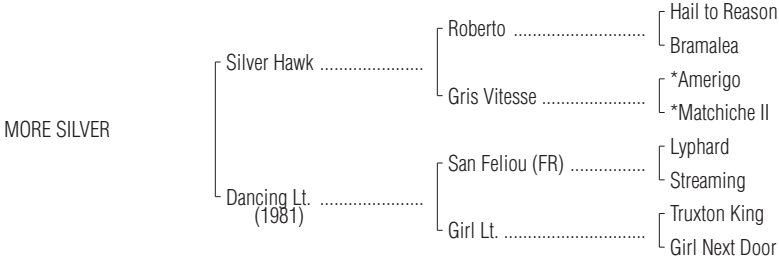 Hail to Reason
Roberto ............................
Bramalea
Silver Hawk ......................
*Amerigo
Gris Vitesse ......................
*Matchiche II
MORE SILVER
Lyphard
San Feliou (FR) ................
Streaming
Dancing Lt. ......................
(1981)
Truxton King
Girl Lt. ..............................
Girl Next Door